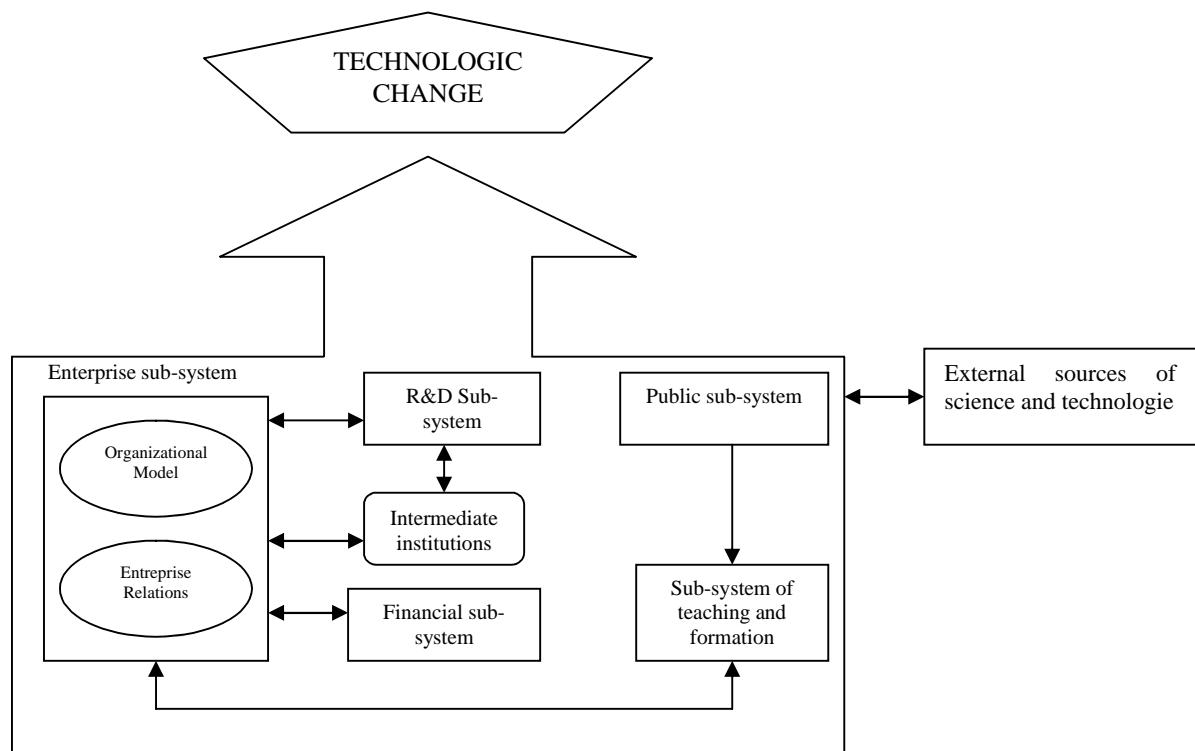 TECHNOLOGIC
CHANGE
Enterprise sub-system
Organizational
Model
Entreprise
Relations
R&D Sub-
system
Intermediate
institutions
Financial sub-
system
Public sub-system
Sub-system of
teaching and
formation
External sources of
science and technologie